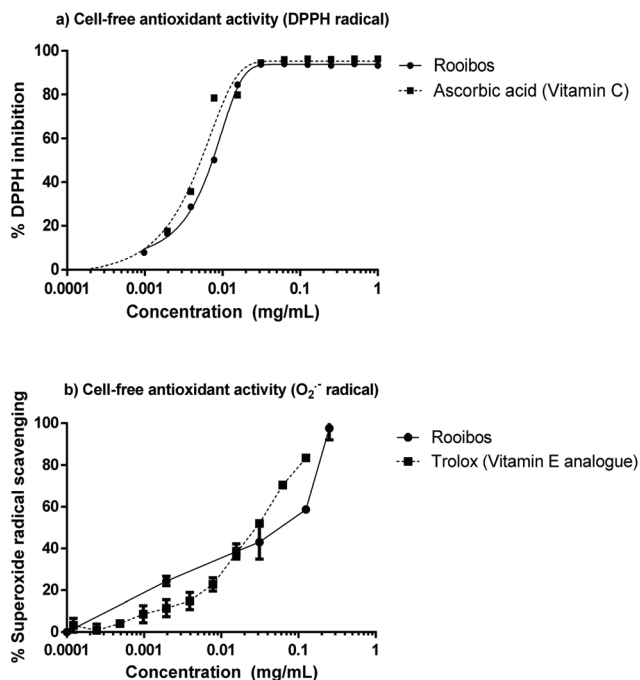 a) Cell-free antioxidant activity (DPPH radical)
% DPPH inhibition
100
80
60
40
20
0
0.0001
0.001
0.01
0.1
1
Concentration (mg/mL)
Rooibos
Ascorbic acid (Vitamin C)
b) Cell-free antioxidant activity (O₂·⁻ radical)
% Superoxide radical scavenging
100
80
60
40
20
0
0.0001
0.001
0.01
0.1
1
Concentration (mg/mL)
Rooibos
Trolox (Vitamin E analogue)